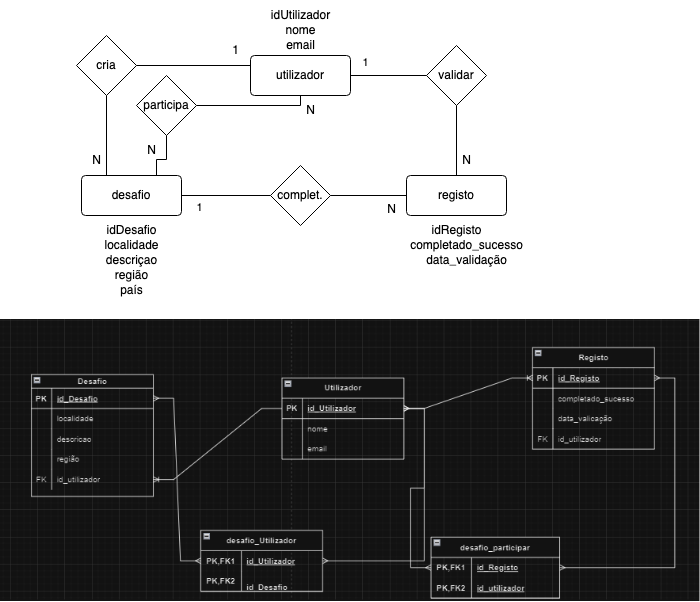 idUtilizador
nome
email
cria
1
utilizador
1
validar
participa
N
N
N
N
desafio
1
complet.
N
registo
idDesafio
localidade
descriçao
região
país
idRegisto
completado_sucesso
data_validação
Desafio
PK id_Desafio
localidade
descricao
região
FK id_utilizador
Utilizador
PK id_Utilizador
nome
email
Registo
PK id_Registo
completado_sucesso
data_valicação
FK id_utilizador
desafio_Utilizador
PK,FK1 id_Utilizador
PK,FK2 id_Desafio
desafio_participar
PK,FK1 id_Registo
PK,FK2 id_utilizador